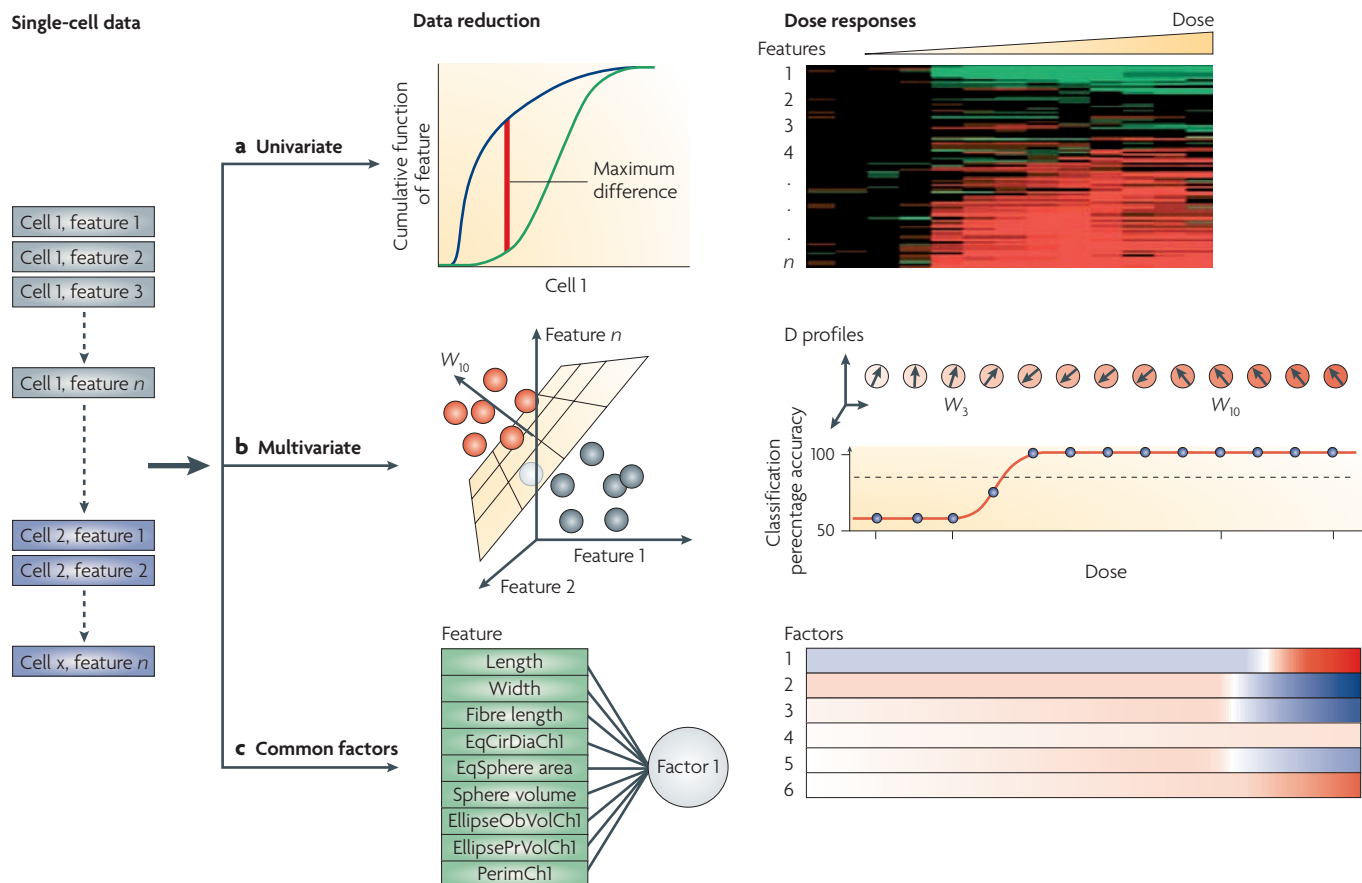 Single-cell data
Data reduction
Dose responses
Cell 1, feature 1
Cell 1, feature 2
Cell 1, feature 3
Cell 1, feature n
Cell 2, feature 1
Cell 2, feature 2
Cell x, feature n
a Univariate
b Multivariate
c Common factors
Cumulative function
of feature
Maximum
difference
Cell 1
Dose
Features
1
2
3
4
.
.
.
n
Feature n
W10
Feature 1
Feature 2
D profiles
W3
W10
Classification
perecentage accuracy
100
50
Dose
Feature
Length
Width
Fibre length
EqCirDiaCh1
EqSphere area
Sphere volume
EllipseObVolCh1
EllipsePrVolCh1
PerimCh1
Factor 1
Factors
1
2
3
4
5
6